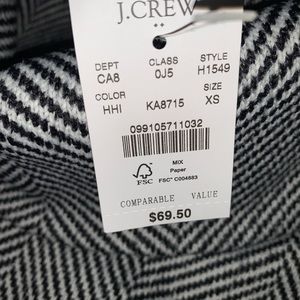 J.CREW
DEPT CLASS STYLE
CA8 0J5 H1549
COLOR SIZE
HHI KA8715 XS
099105711032
MIX
Paper
FSC FSC® C004883
COMPARABLE VALUE
$69.50